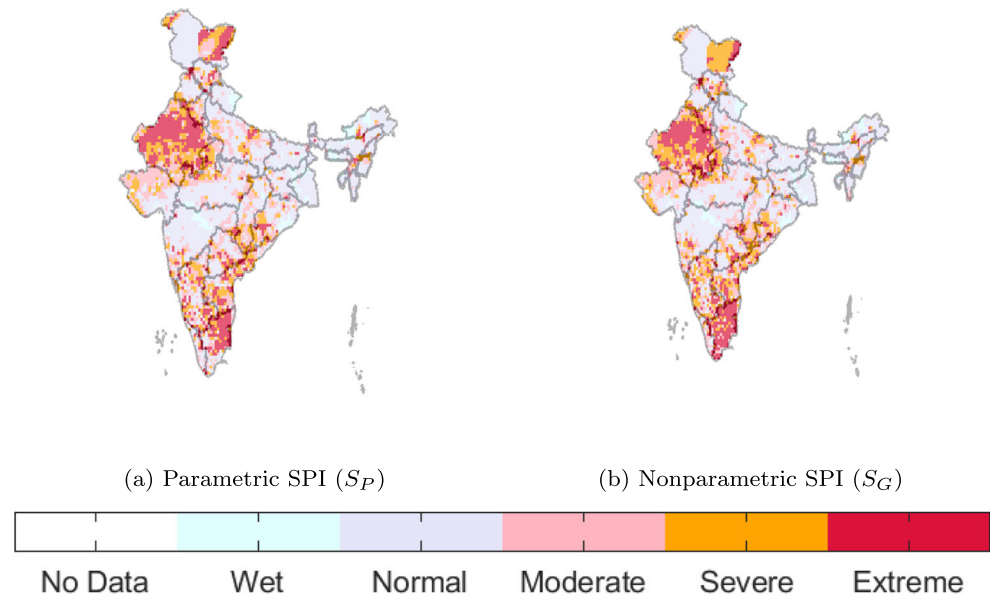 (a) Parametric SPI (S_P)
(b) Nonparametric SPI (S_G)
No Data
Wet
Normal
Moderate
Severe
Extreme